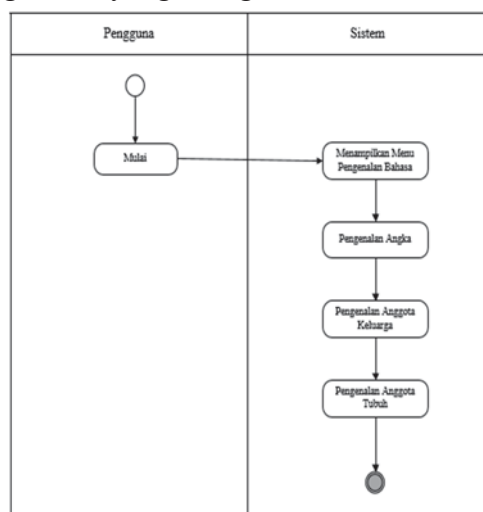 Pengguna
Sistem
Mulai
Menampilkan Menu
Pengenalan Bahasa
Pengenalan Angka
Pengenalan Anggota
Keluarga
Pengenalan Anggota
Tubuh